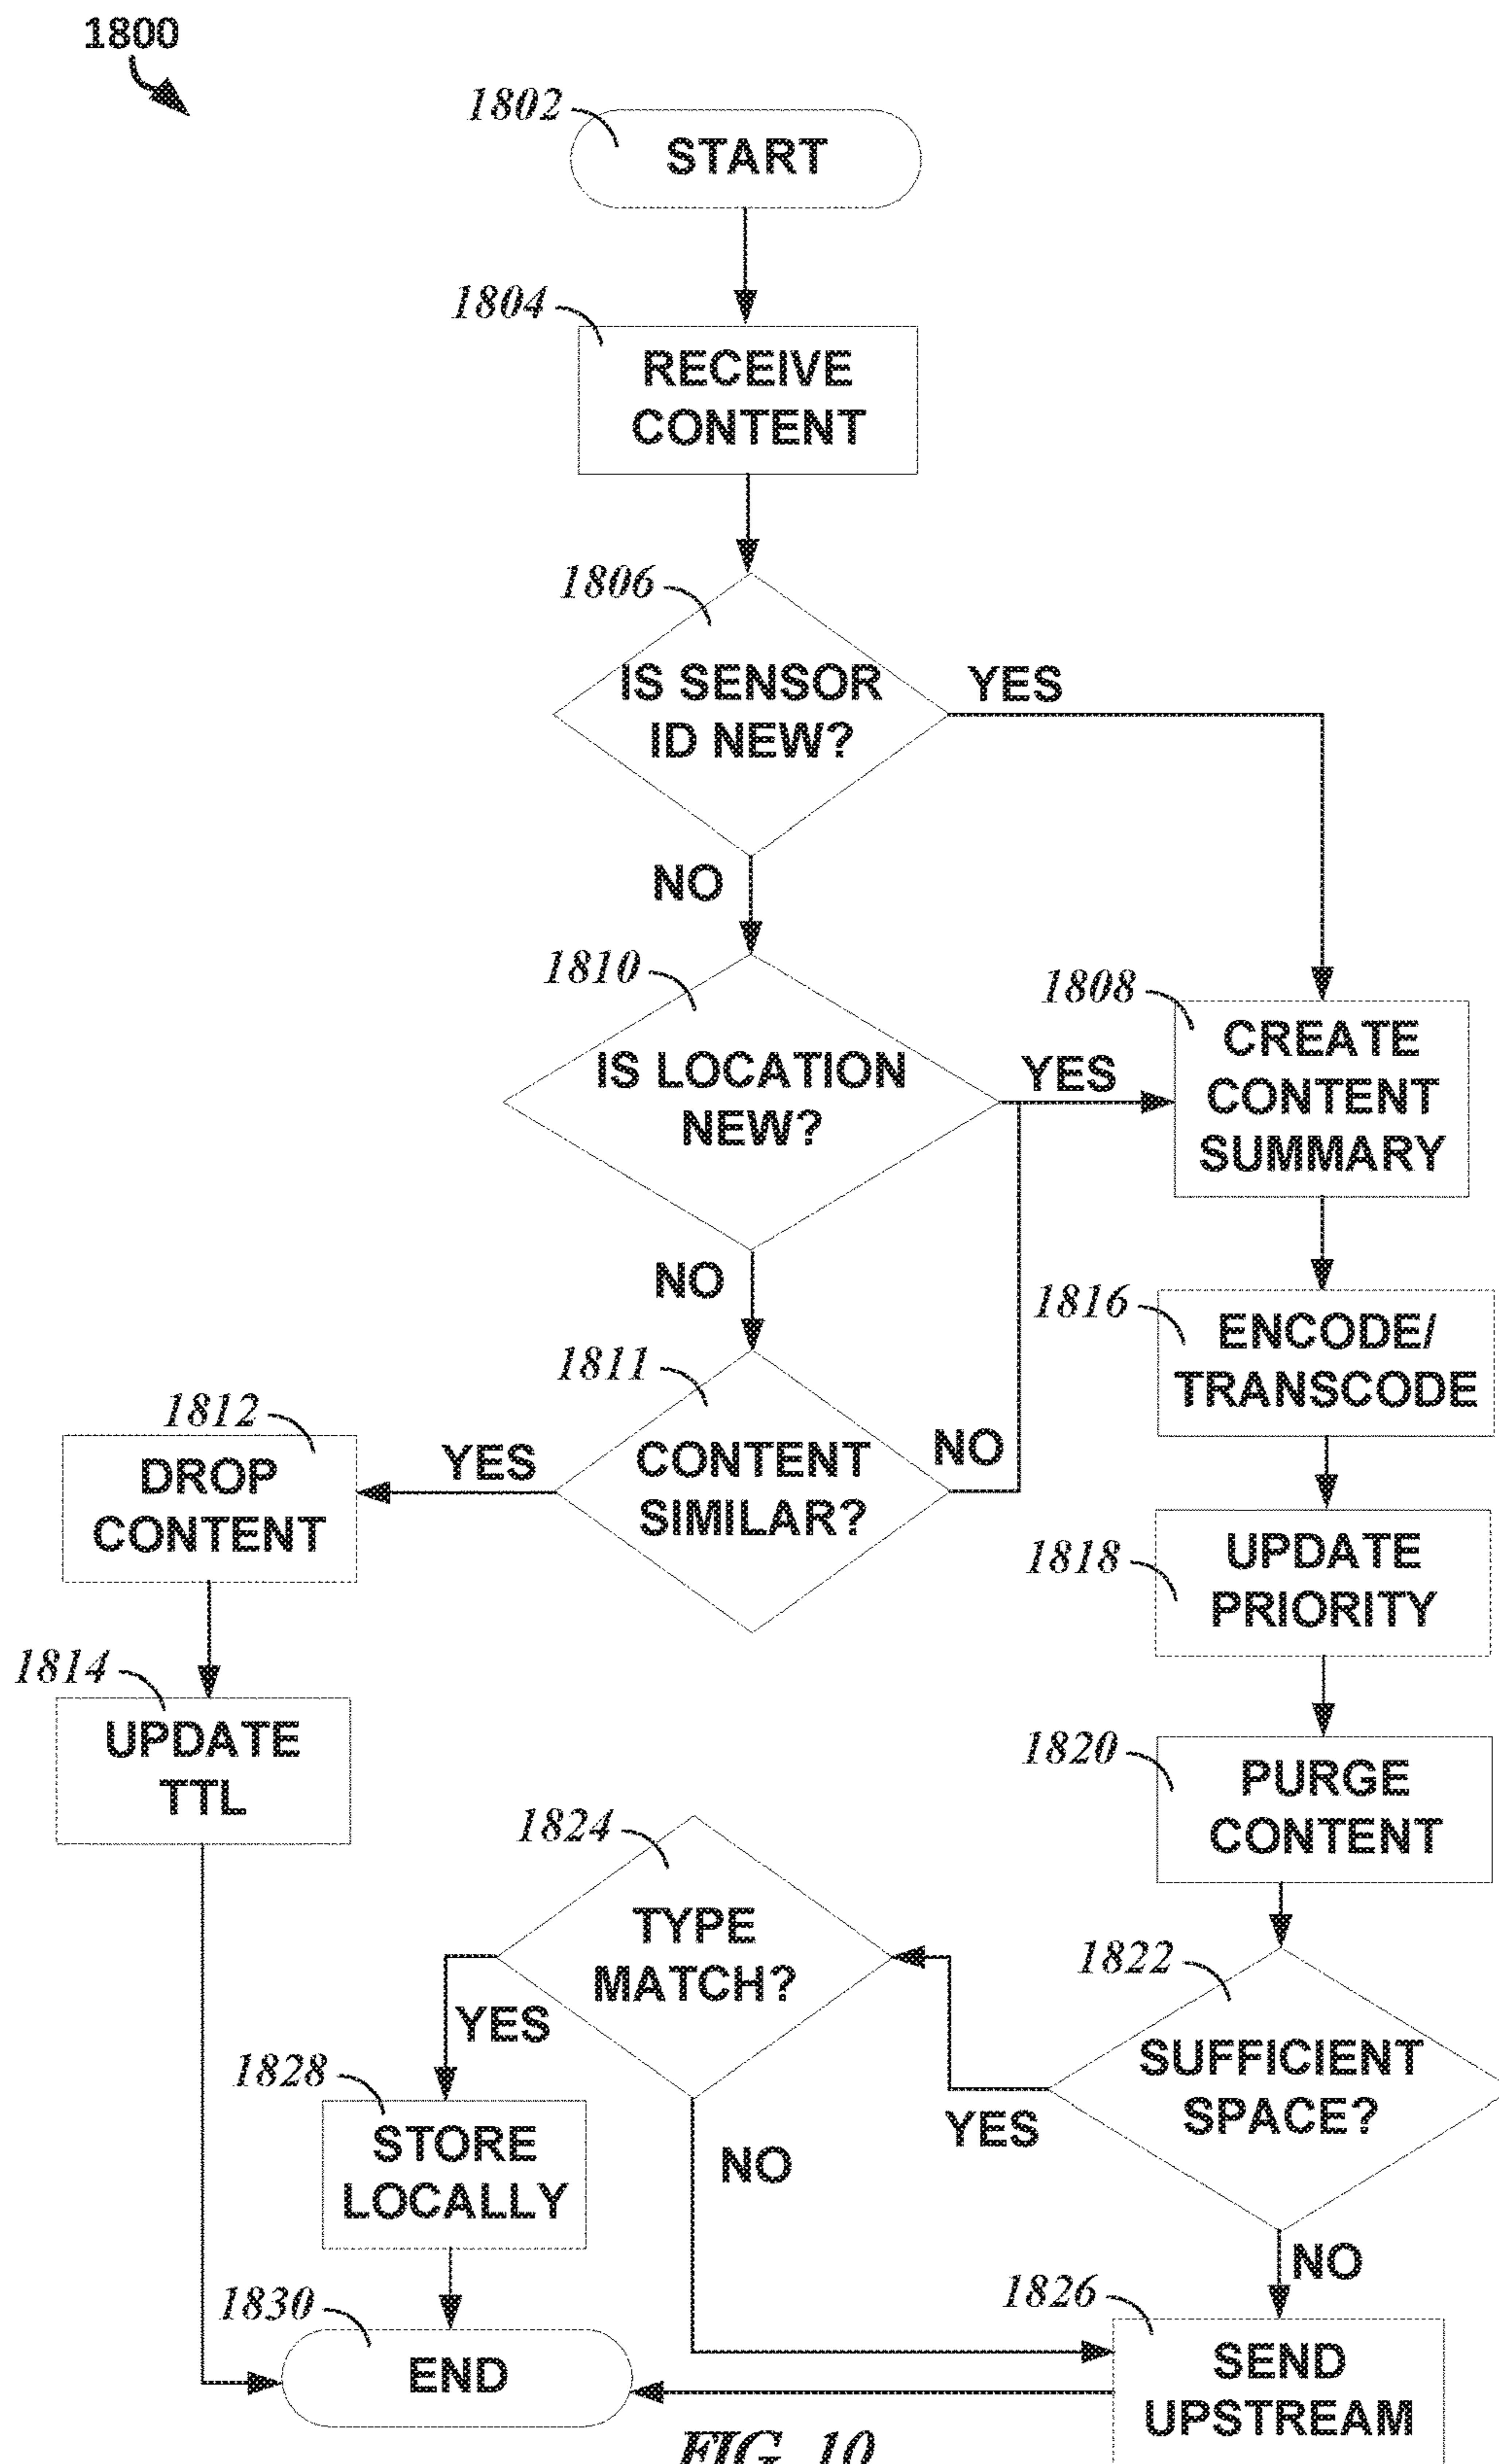 1800
1802
START
1804
RECEIVE
CONTENT
1806
IS SENSOR
ID NEW?
YES
NO
1810
IS LOCATION
NEW?
YES
1808
CREATE
CONTENT
SUMMARY
NO
1816
ENCODE/
TRANSCODE
1811
CONTENT
SIMILAR?
YES
NO
1812
DROP
CONTENT
1818
UPDATE
PRIORITY
1814
UPDATE
TTL
1820
PURGE
CONTENT
1824
TYPE
MATCH?
YES
1822
SUFFICIENT
SPACE?
YES
1828
STORE
LOCALLY
NO
NO
1826
SEND
UPSTREAM
1830
END
FIG. 10